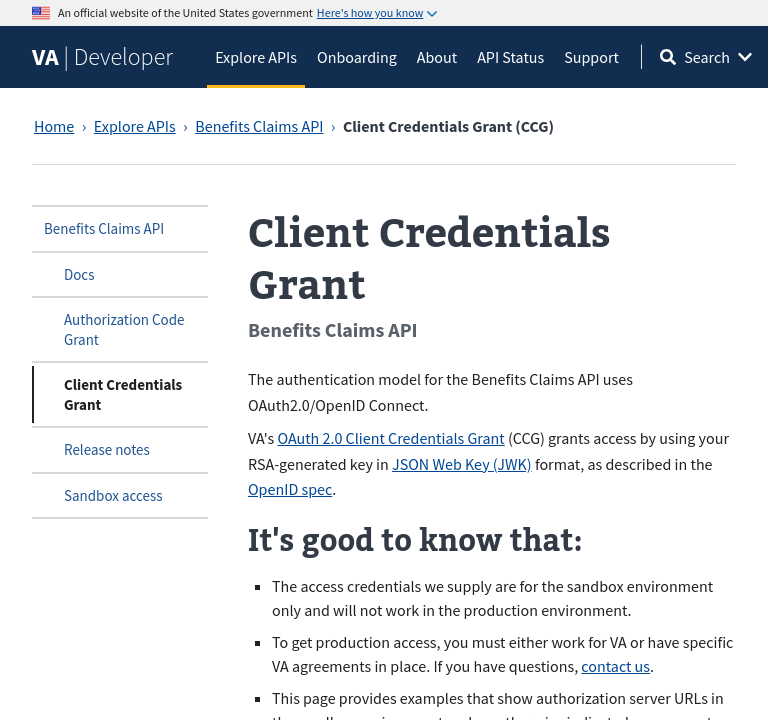 An official website of the United States government Here's how you know
VA | Developer Explore APIs Onboarding About API Status Support Search
Home › Explore APIs › Benefits Claims API › Client Credentials Grant (CCG)
Benefits Claims API
Docs
Authorization Code
Grant
Client Credentials
Grant
Release notes
Sandbox access
Client Credentials
Grant
Benefits Claims API
The authentication model for the Benefits Claims API uses
OAuth2.0/OpenID Connect.
VA's OAuth 2.0 Client Credentials Grant (CCG) grants access by using your
RSA-generated key in JSON Web Key (JWK) format, as described in the
OpenID spec.
It's good to know that:
The access credentials we supply are for the sandbox environment
only and will not work in the production environment.
To get production access, you must either work for VA or have specific
VA agreements in place. If you have questions, contact us.
This page provides examples that show authorization server URLs in